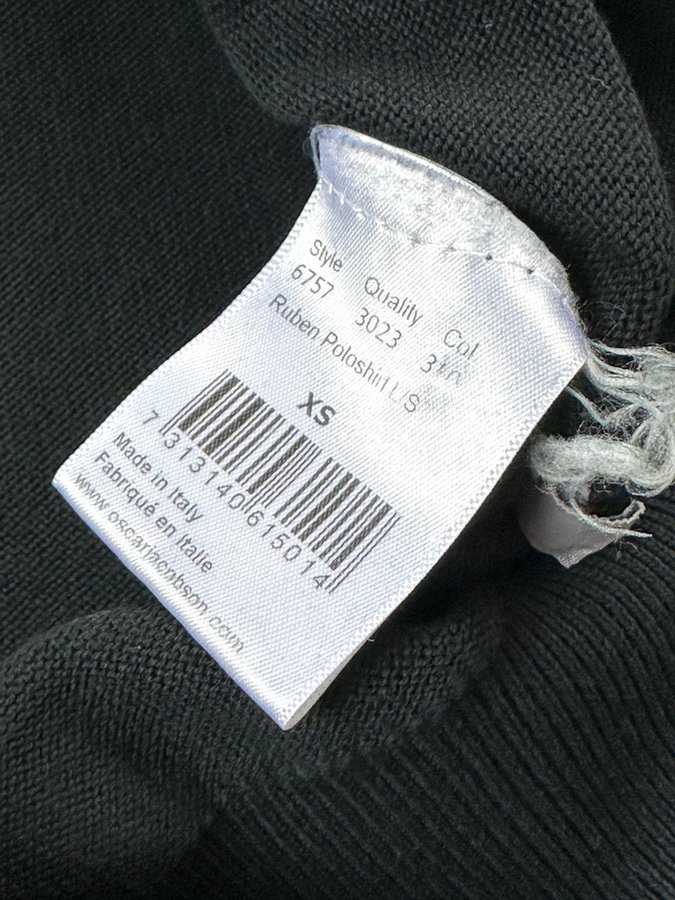 Style Quality Col
6757 3023
Ruben Poloshirt L/S
XS
7 313140 615014
Made in Italy
Fabriqué en Italie
www.oscarjacobson.com